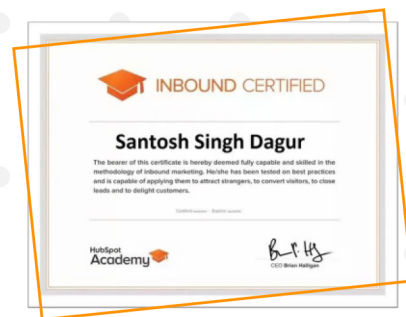 INBOUND CERTIFIED
Santosh Singh Dagur
The bearer of this certificate is hereby deemed fully capable and skilled in the
methodology of inbound marketing. He/she has been tested on best practices
and is capable of applying them to attract strangers, to convert visitors, to close
leads and to delight customers.
HubSpot
Academy
CEO Brian Halligan